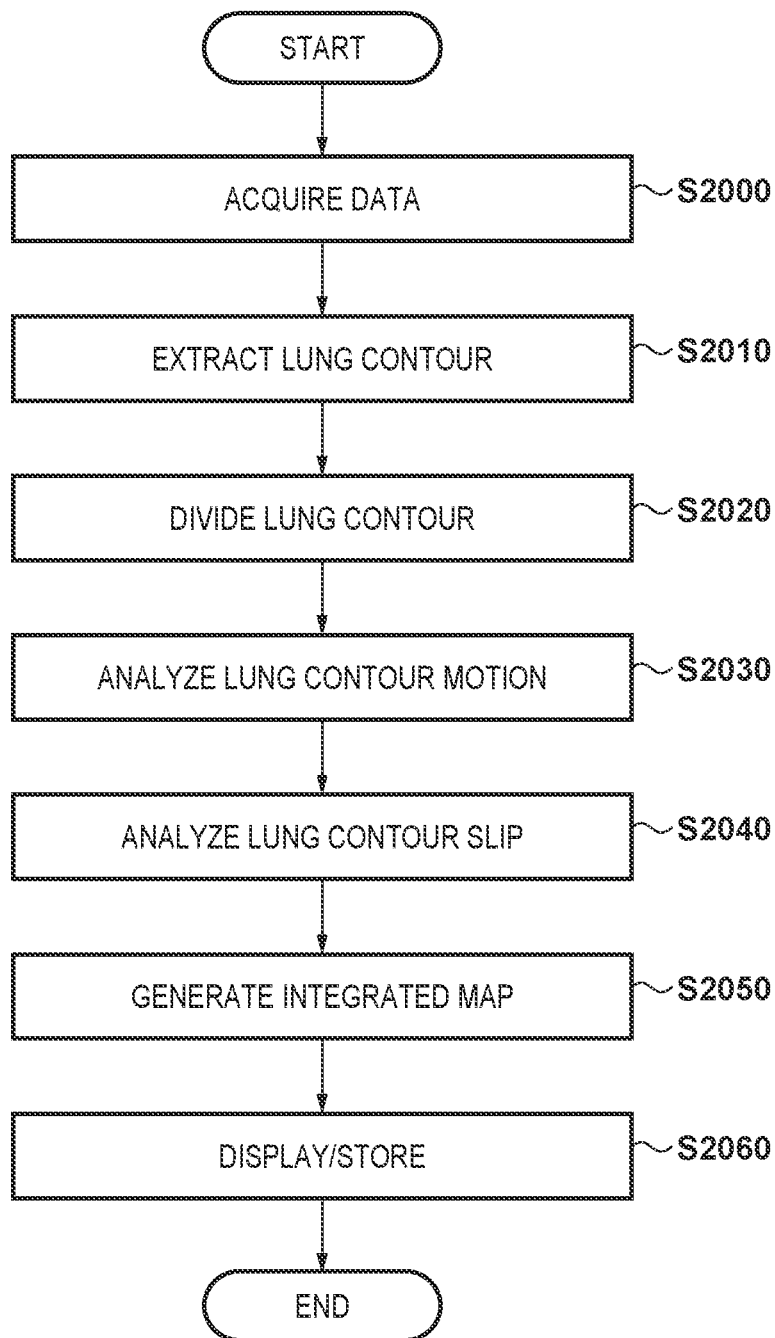 START
ACQUIRE DATA
S2000
EXTRACT LUNG CONTOUR
S2010
DIVIDE LUNG CONTOUR
S2020
ANALYZE LUNG CONTOUR MOTION
S2030
ANALYZE LUNG CONTOUR SLIP
S2040
GENERATE INTEGRATED MAP
S2050
DISPLAY/STORE
S2060
END